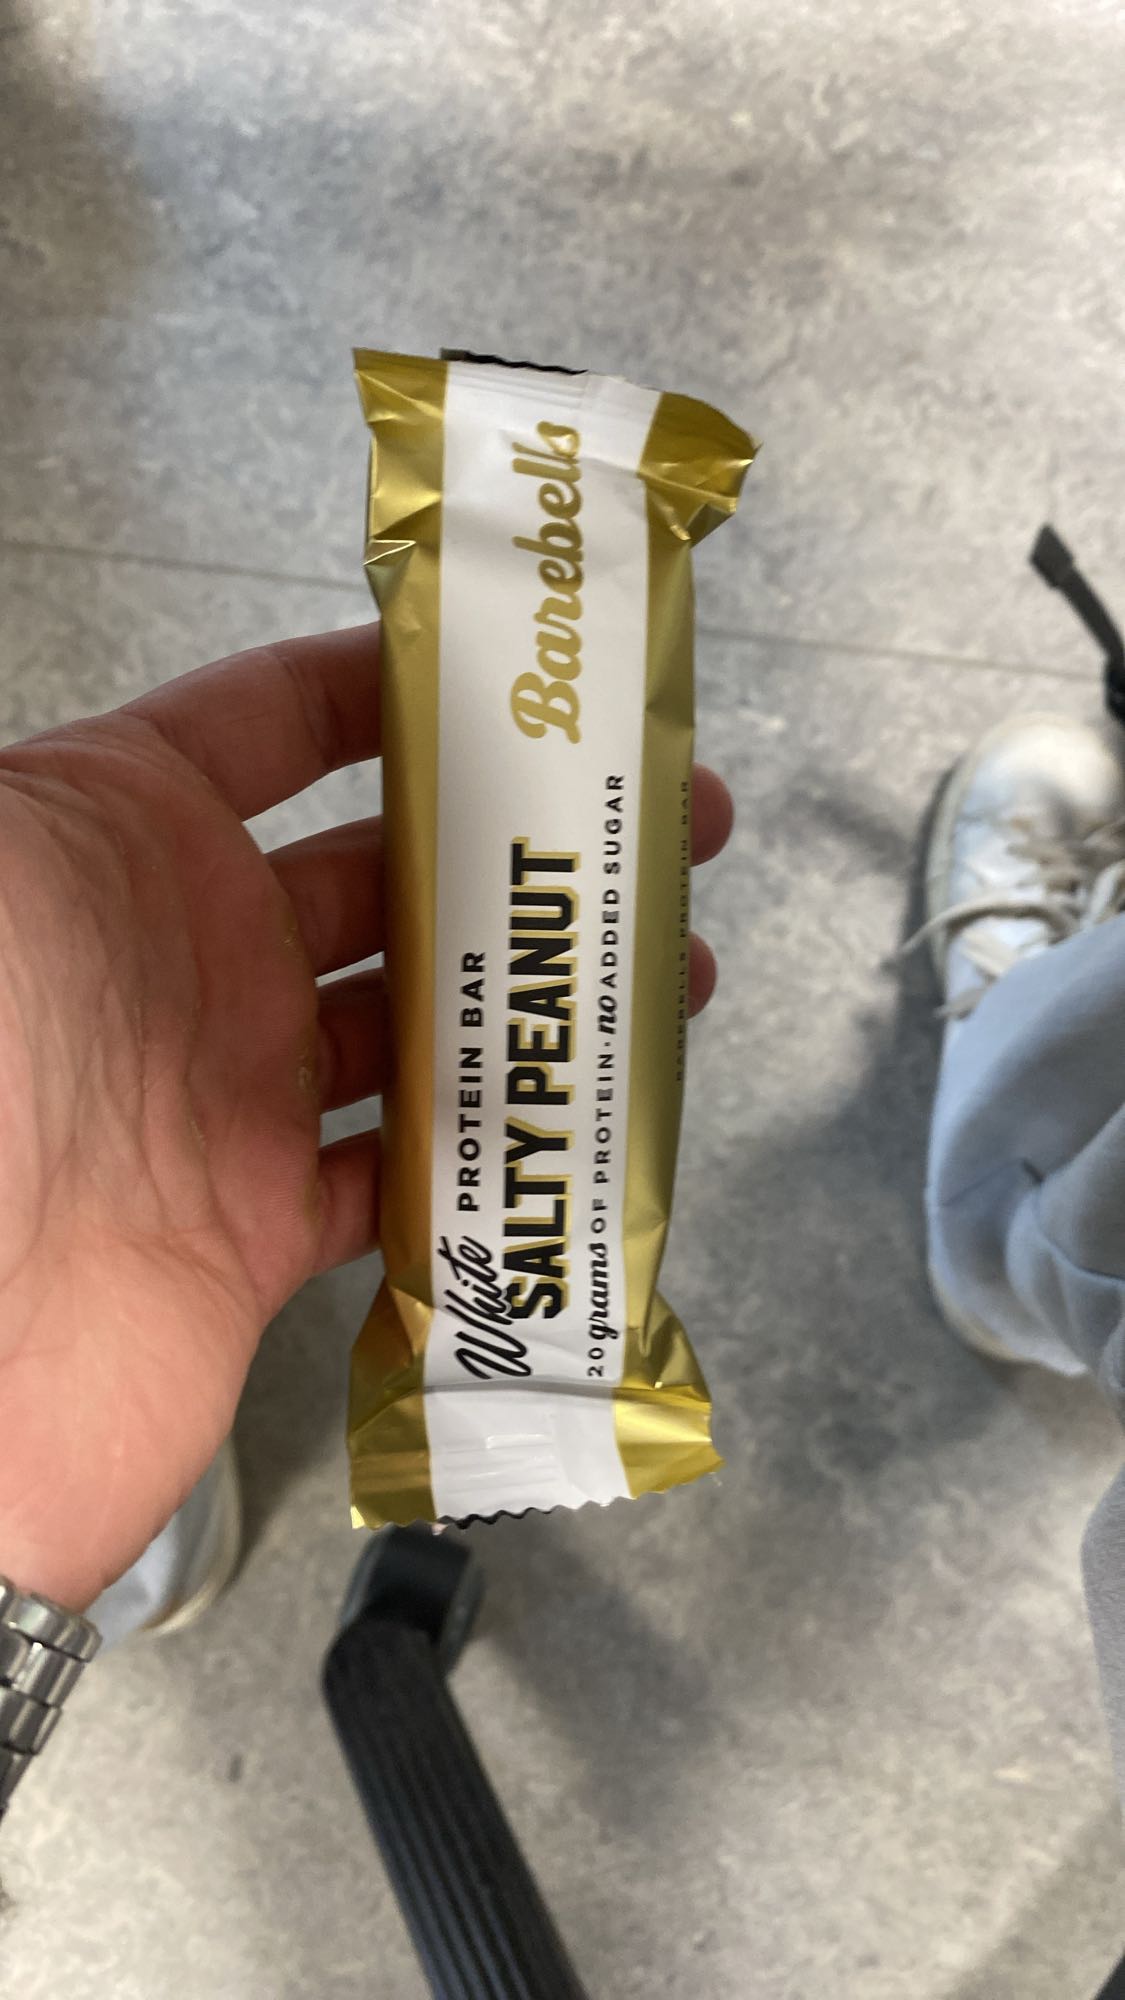 Barebells
White PROTEIN BAR
SALTY PEANUT
20 grams OF PROTEIN · no ADDED SUGAR
BAREBELLS PROTEIN BAR